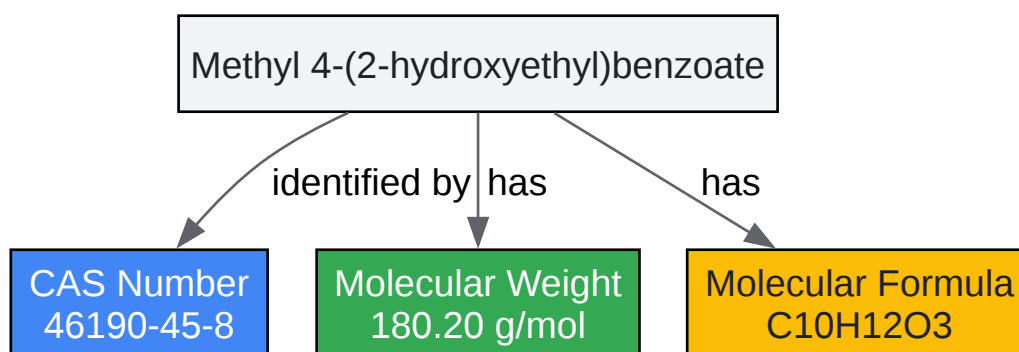 Methyl 4-(2-hydroxyethyl)benzoate
identified by
has
has
CAS Number
46190-45-8
Molecular Weight
180.20 g/mol
Molecular Formula
C10H12O3